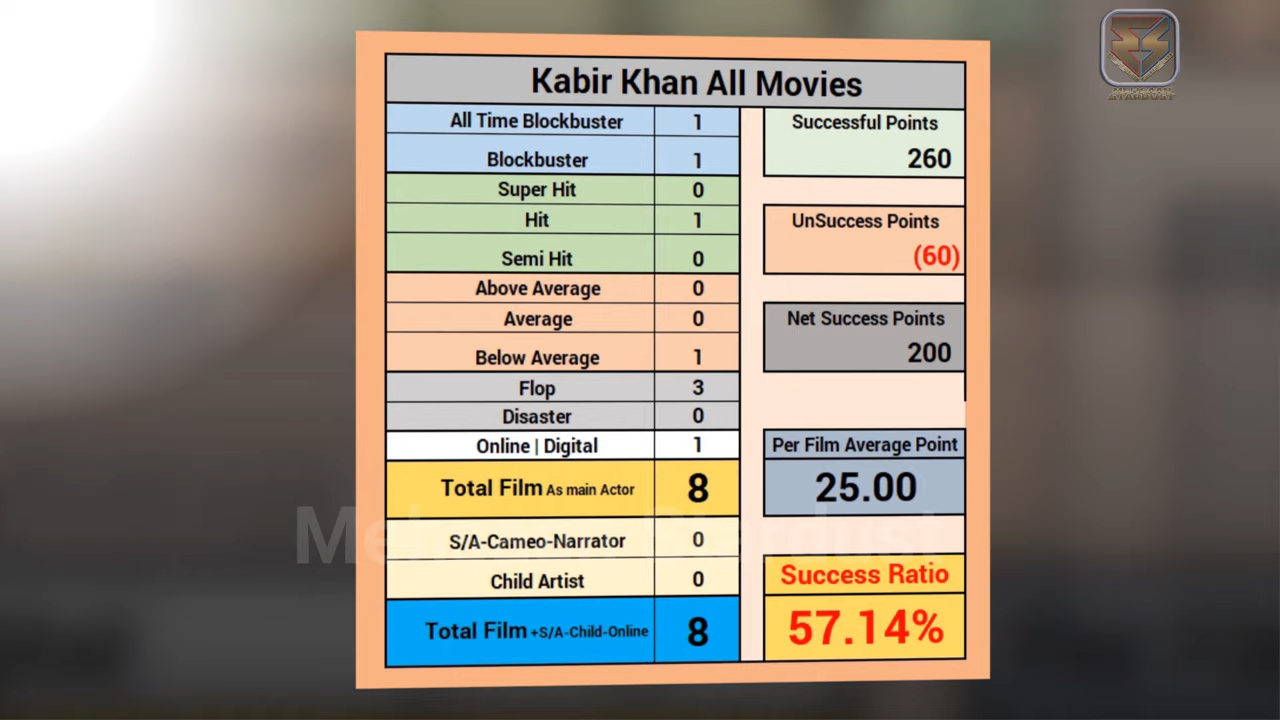 Kabir Khan All Movies
All Time Blockbuster 1
Blockbuster 1
Super Hit 0
Hit 1
Semi Hit 0
Above Average 0
Average 0
Below Average 1
Flop 3
Disaster 0
Online | Digital 1
Total Film As main Actor 8
S/A-Cameo-Narrator 0
Child Artist 0
Total Film +S/A-Child-Online 8
Successful Points
260
UnSuccess Points
(60)
Net Success Points
200
Per Film Average Point
25.00
Success Ratio
57.14%